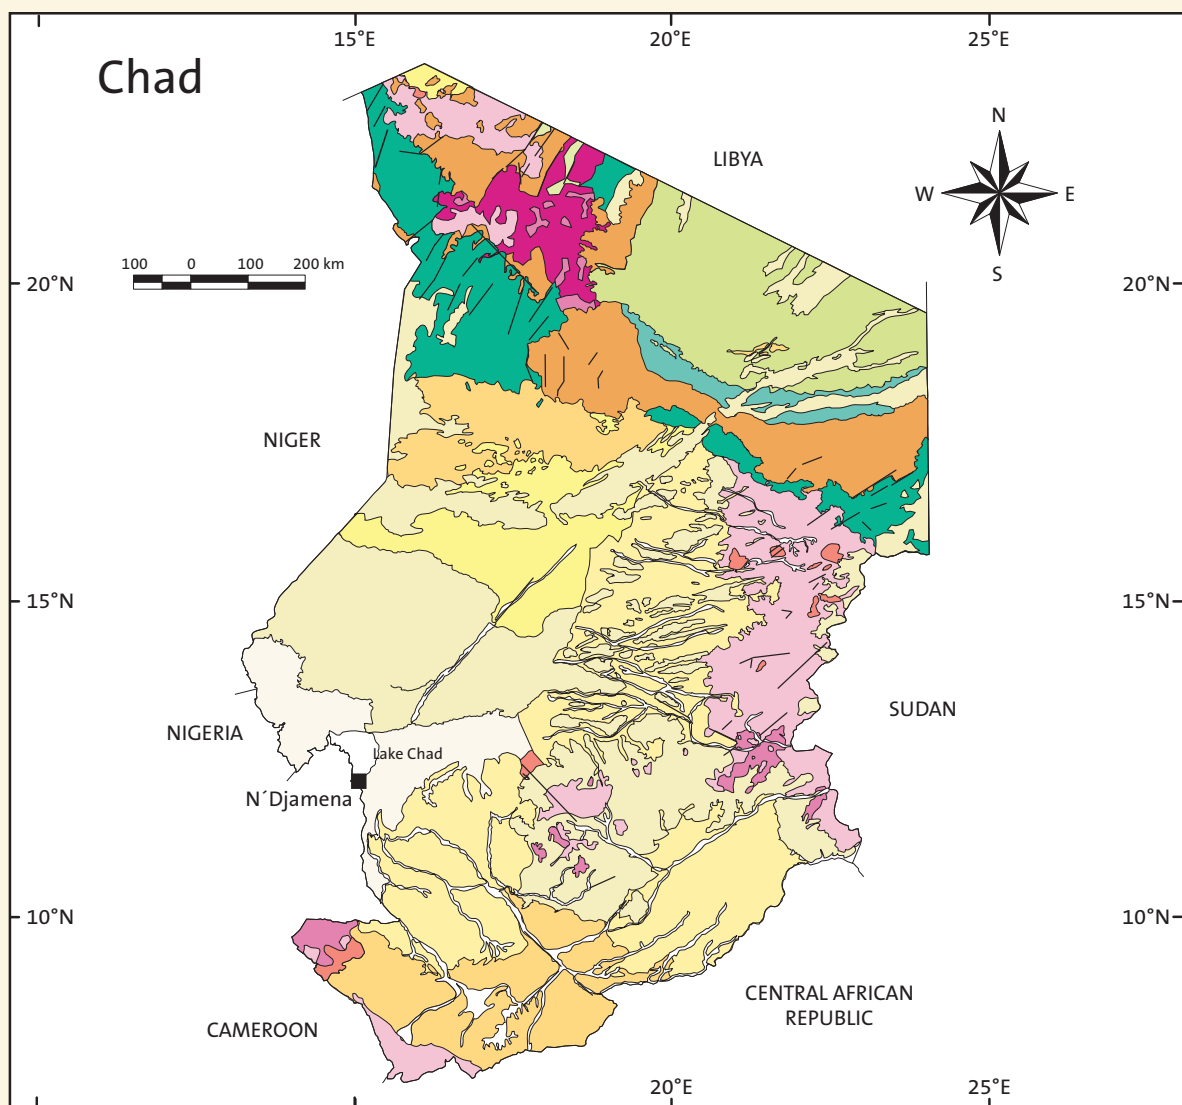 15°E 20°E 25°E
Chad
N
LIBYA
W E
S
100 0 100 200 km
20°N 20°N
NIGER
15°N 15°N
SUDAN
NIGERIA
Lake Chad
N´Djamena
10°N 10°N
CENTRAL AFRICAN
REPUBLIC
CAMEROON
20°E 25°E